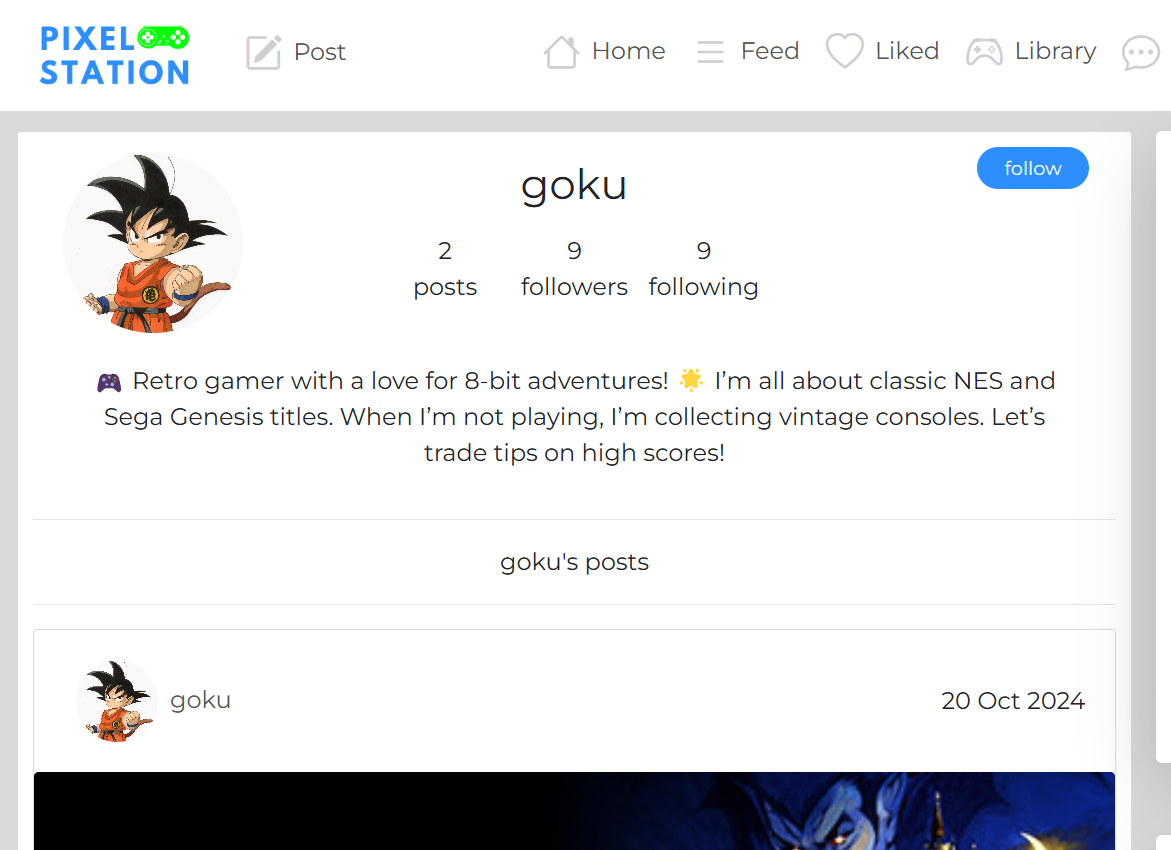 PIXEL
STATION
Post
Home
Feed
Liked
Library
goku
follow
2 posts
9 followers
9 following
🎮 Retro gamer with a love for 8-bit adventures! 🌟 I’m all about classic NES and
Sega Genesis titles. When I’m not playing, I’m collecting vintage consoles. Let’s
trade tips on high scores!
goku's posts
goku
20 Oct 2024